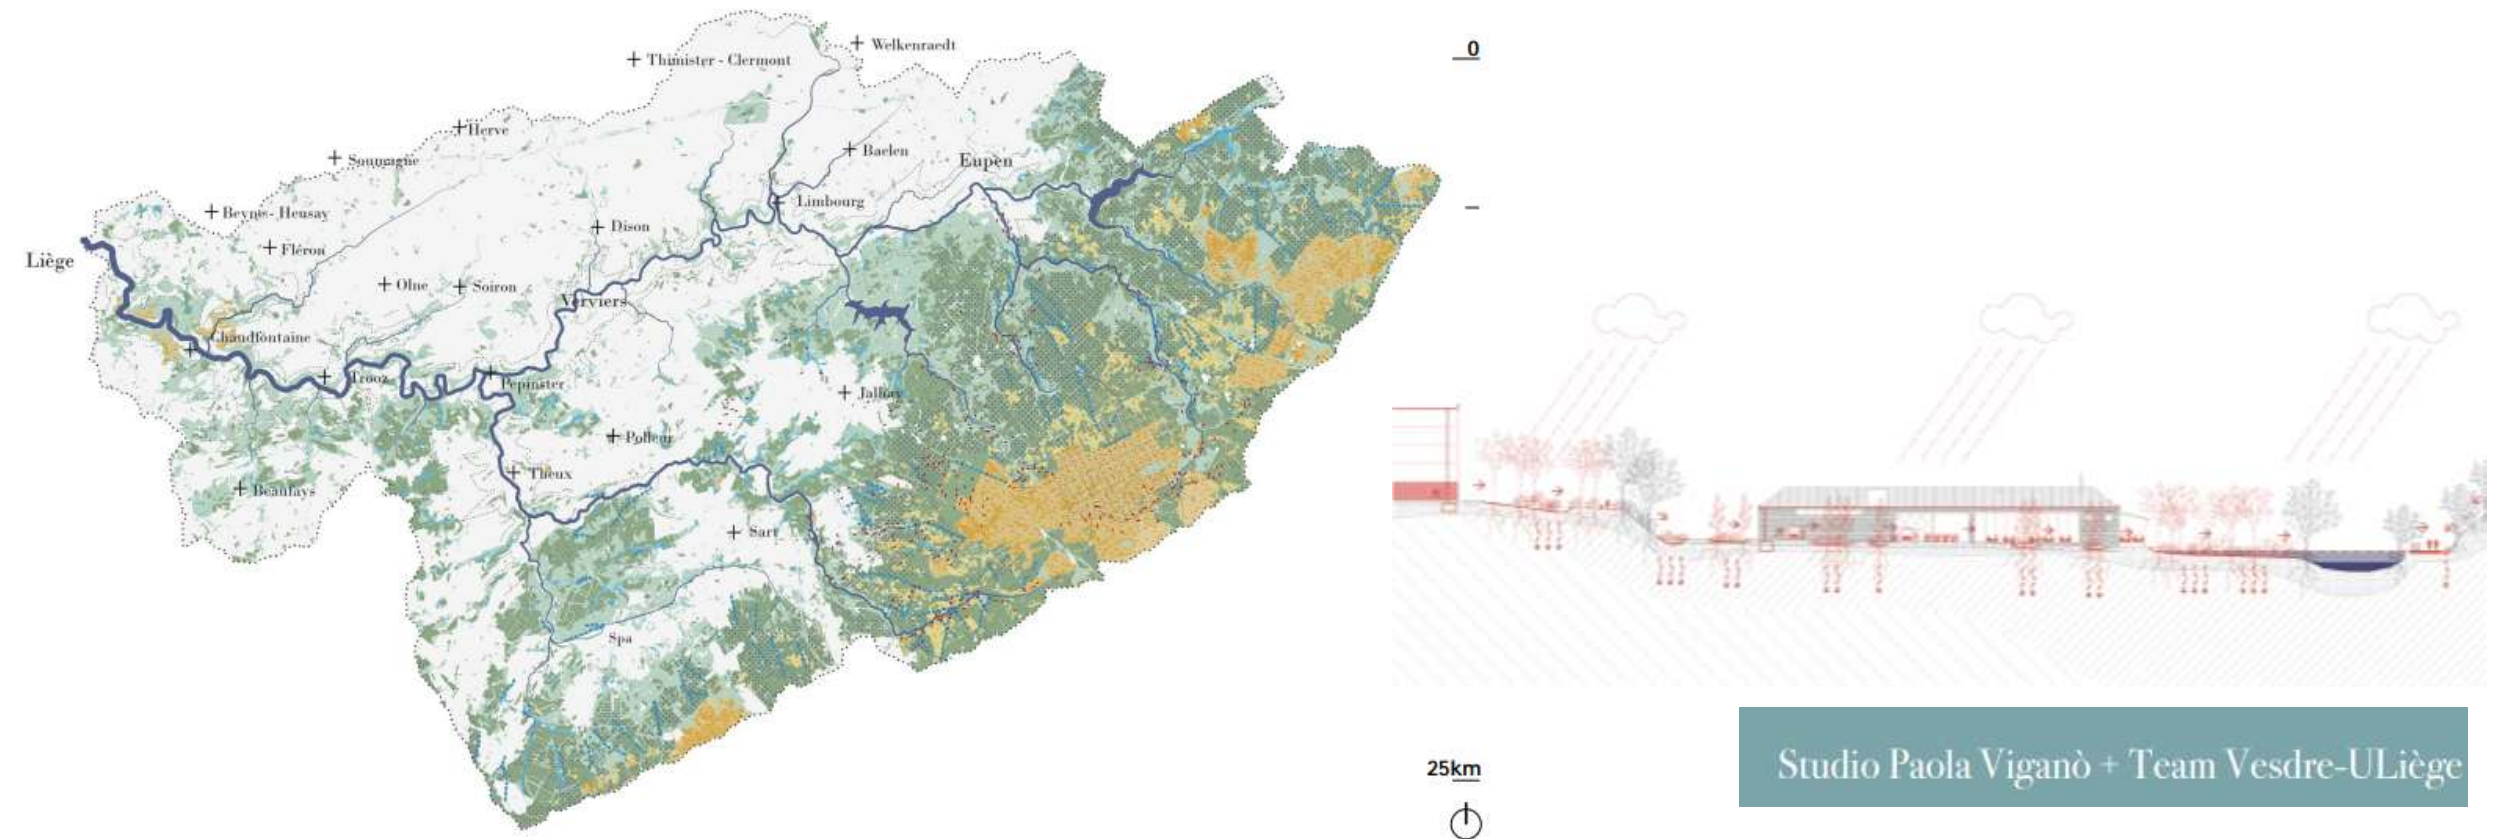 Welkenraedt
0
Thimister - Clermont
Herve
Soumagne
Baelen
Eupen
Limbourg
Beyne - Heusay
Dison
Fléron
Liège
Olne
Soiron
Verviers
Chaudfontaine
Trooz
Pepinster
Jalhay
Polleur
Theux
Beaufays
Sart
Spa
25km
Studio Paola Viganò + Team Vesdre-ULiège